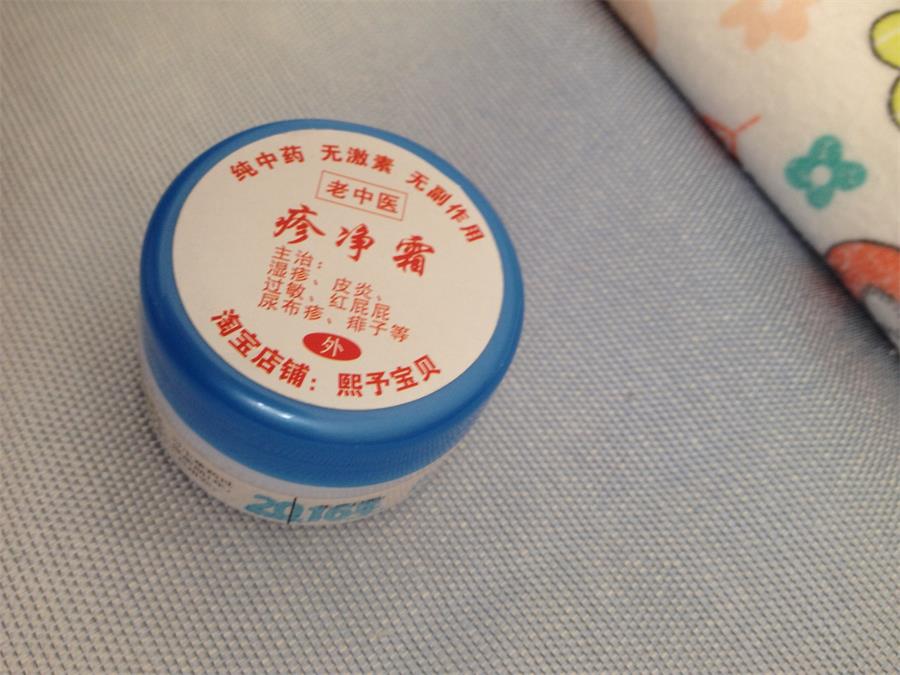 纯中药 无激素 无副作用
老中医
疹净霜
主治：
湿疹、皮炎、
过敏、红屁屁
尿布疹、痱子等
外
淘宝店铺：熙予宝贝